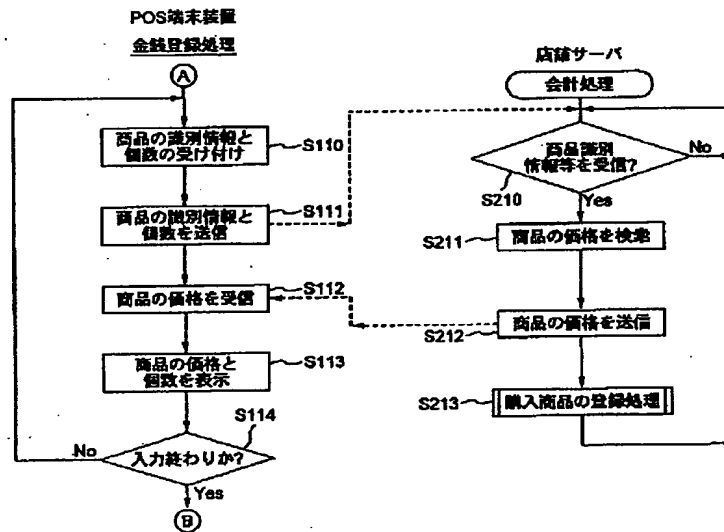 POS端末装置
金銭登録処理
A
商品の識別情報と
個数の受け付け
S110
商品の識別情報と
個数を送信
S111
商品の価格を受信
S112
商品の価格と
個数を表示
S113
入力終わりか?
S114
No
Yes
B
店舗サーバ
会計処理
商品識別
情報等を受信?
S210
No
Yes
商品の価格を検索
S211
商品の価格を送信
S212
購入商品の登録処理
S213